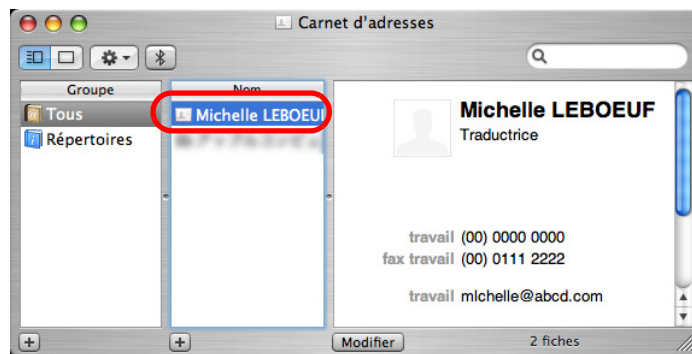 Carnet d'adresses
Groupe
Nom
Tous
Répertoires
Michelle LEBOEU
Michelle LEBOEUF
Traductrice
travail (00) 0000 0000
fax travail (00) 0111 2222
travail mlchelle@abcd.com
Modifier
2 fiches